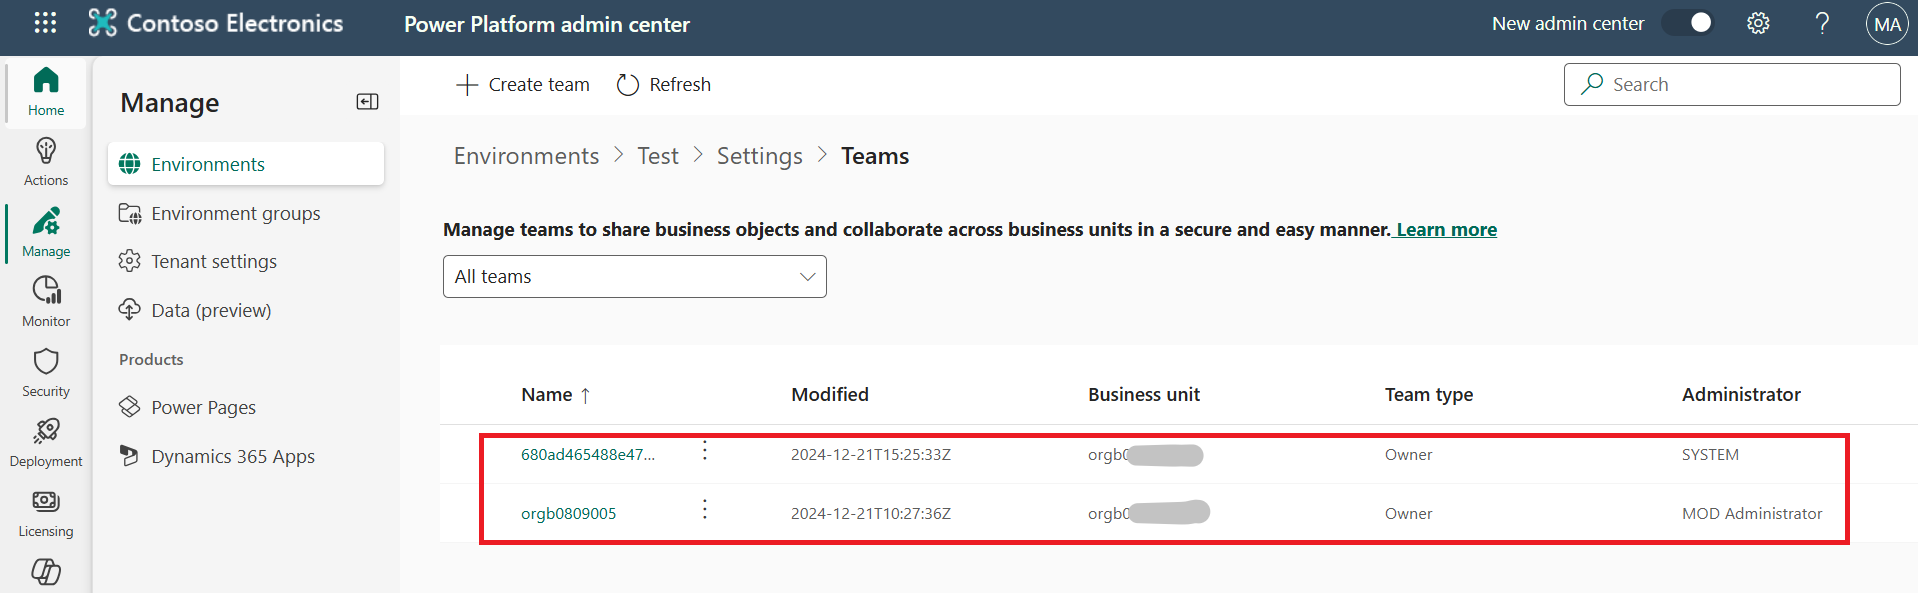 Contoso Electronics
Power Platform admin center
New admin center
MA
Home
Actions
Manage
Monitor
Security
Deployment
Licensing
Manage
Environments
Environment groups
Tenant settings
Data (preview)
Products
Power Pages
Dynamics 365 Apps
Create team
Refresh
Search
Environments > Test > Settings > Teams
Manage teams to share business objects and collaborate across business units in a secure and easy manner. Learn more
All teams
Name ↑ Modified Business unit Team type Administrator
680ad465488e47... 2024-12-21T15:25:33Z orgb0 Owner SYSTEM
orgb0809005 2024-12-21T10:27:36Z orgb0 Owner MOD Administrator